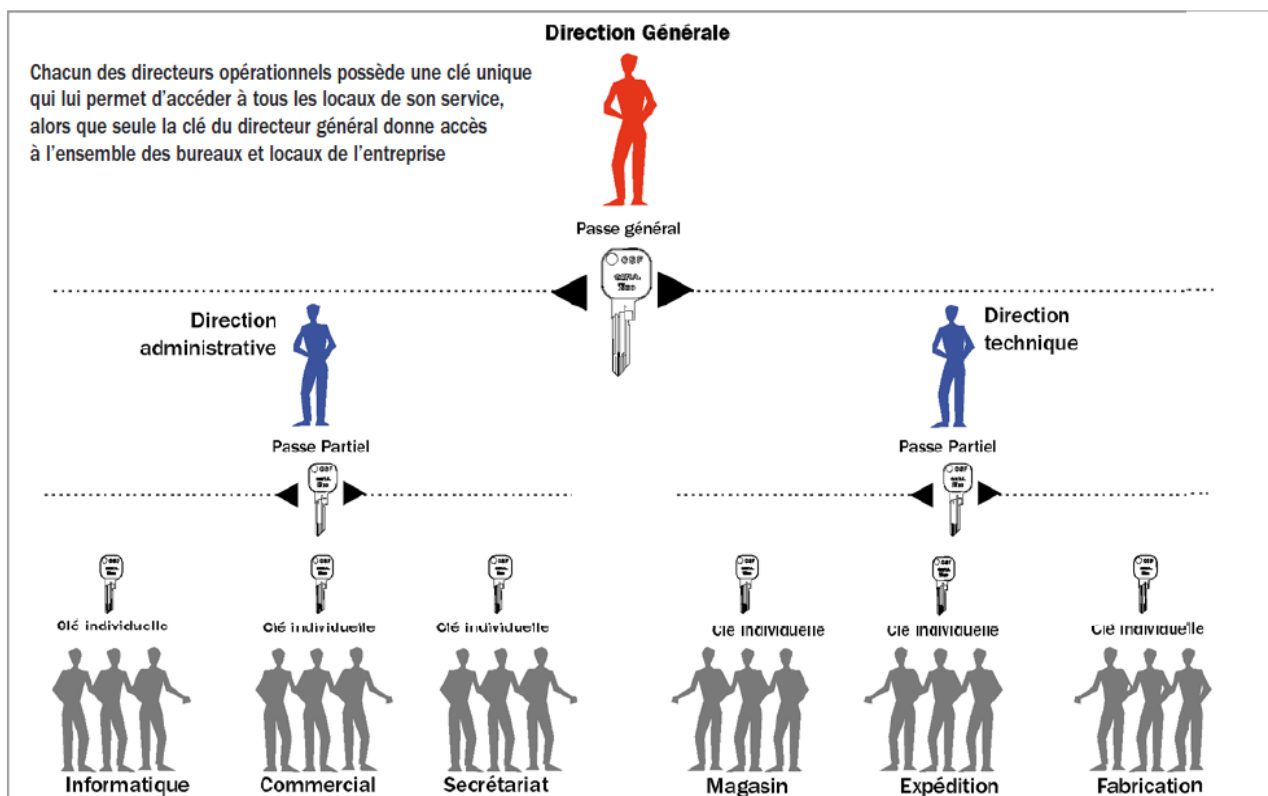 Direction Générale
Chacun des directeurs opérationnels possède une clé unique
qui lui permet d'accéder à tous les locaux de son service,
alors que seule la clé du directeur général donne accès
à l'ensemble des bureaux et locaux de l'entreprise
Passe général
Direction
administrative
Direction
technique
Passe Partiel
Passe Partiel
Clé individuelle
Clé individuelle
Clé individuelle
Clé individuelle
Clé individuelle
Clé individuelle
Informatique
Commercial
Secrétariat
Magasin
Expédition
Fabrication